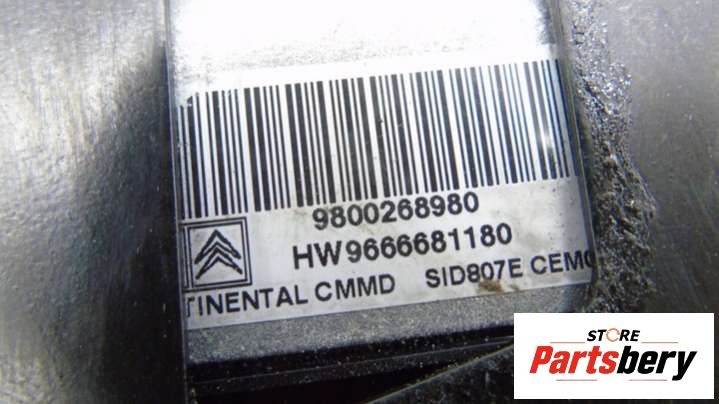 9800268980
HW9666681180
TINENTAL CMMD SID807E CEM
STORE
Partsbery